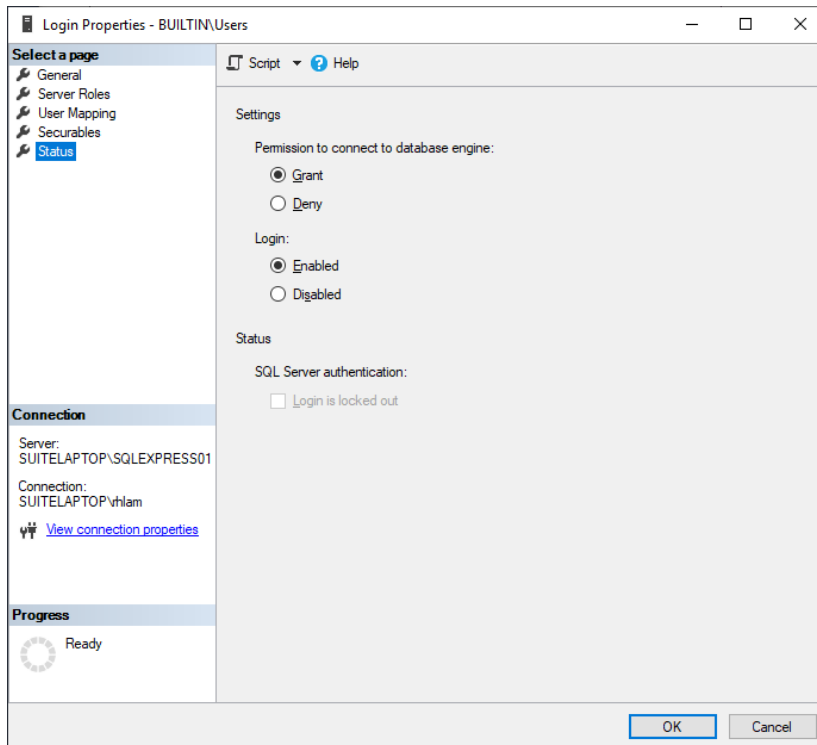 Login Properties - BUILTIN\Users
Select a page
General
Server Roles
User Mapping
Securables
Status
Script
Help
Settings
Permission to connect to database engine:
Grant
Deny
Login:
Enabled
Disabled
Status
SQL Server authentication:
Login is locked out
Connection
Server:
SUITELAPTOP\SQLEXPRESS01
Connection:
SUITELAPTOP\rhlam
View connection properties
Progress
Ready
OK
Cancel